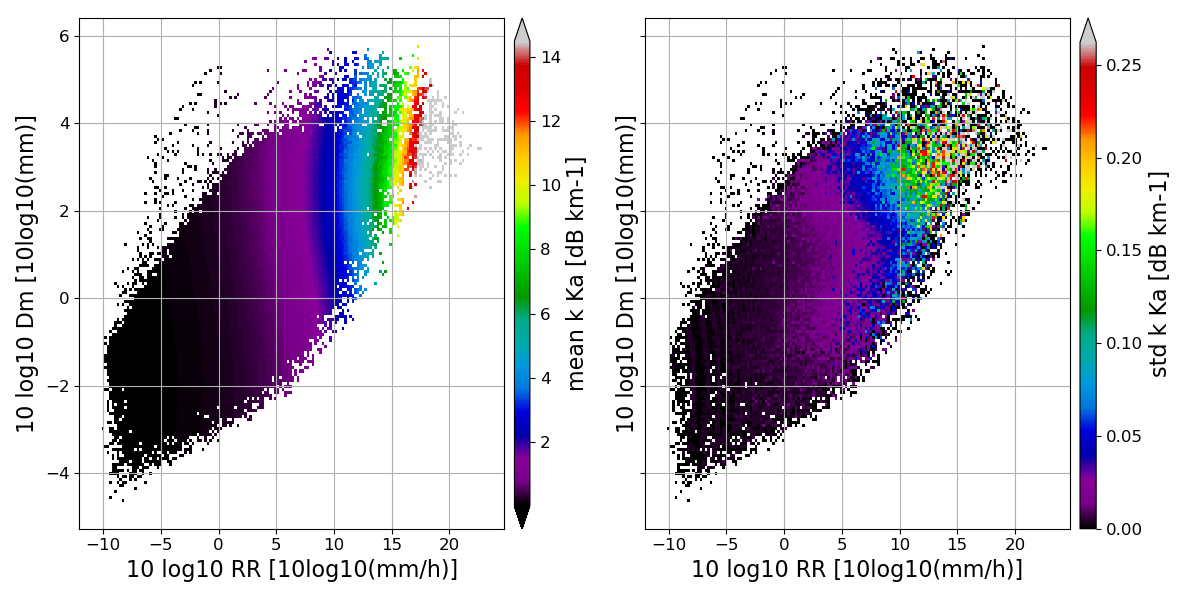 6
4
2
0
−2
−4
10 log10 Dm [10log10(mm)]
−10 −5 0 5 10 15 20
10 log10 RR [10log10(mm/h)]
14
12
10
8
6
4
2
mean k Ka [dB km-1]
10 log10 Dm [10log10(mm)]
−10 −5 0 5 10 15 20
10 log10 RR [10log10(mm/h)]
0.25
0.20
0.15
0.10
0.05
0.00
std k Ka [dB km-1]